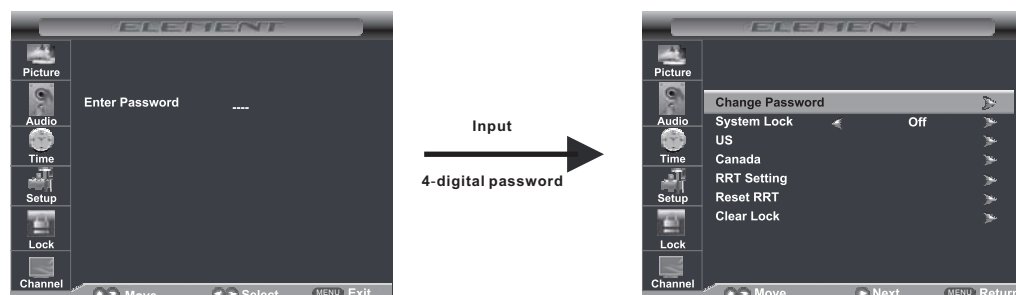 ELEMENT
Picture
Audio
Time
Setup
Lock
Channel
Enter Password ----
Move Select MENU Exit
Input
4-digital password
ELEMENT
Picture
Audio
Time
Setup
Lock
Channel
Change Password
System Lock Off
US
Canada
RRT Setting
Reset RRT
Clear Lock
Move Next MENU Return